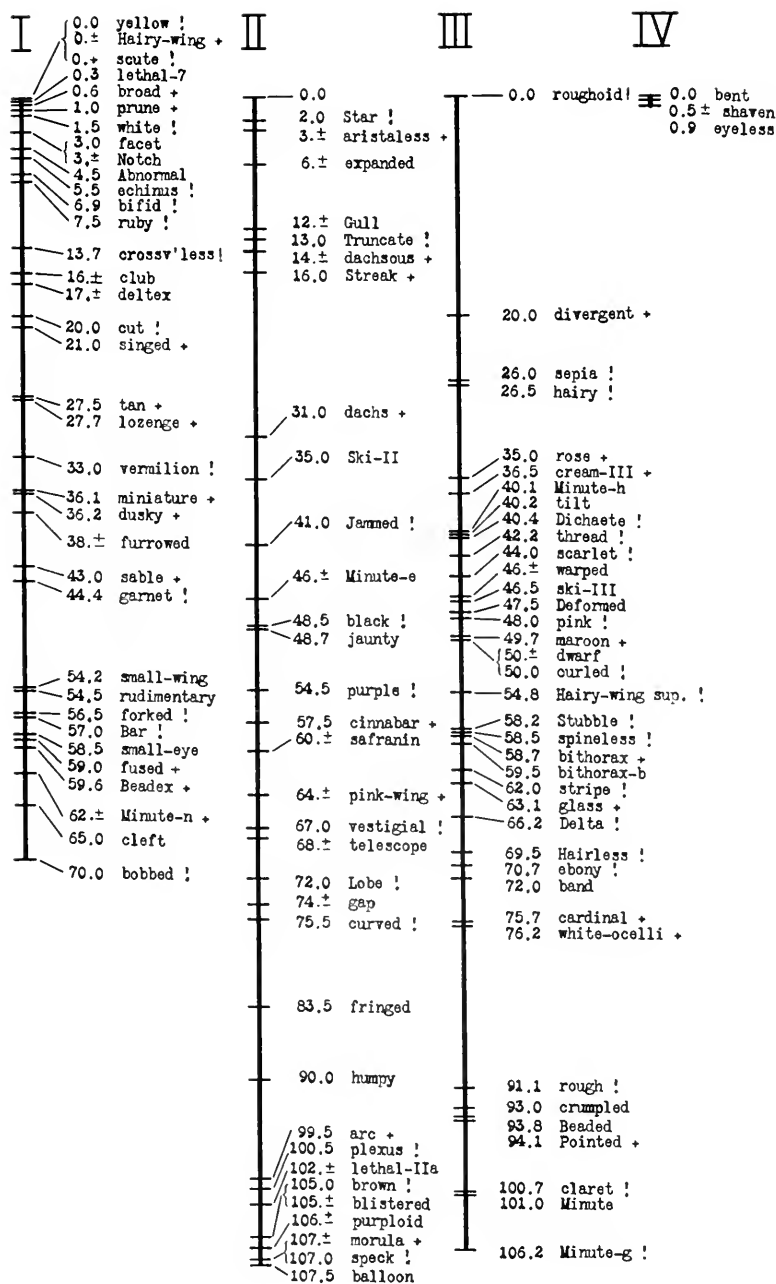 I
0.0 yellow !
0.± Hairy-wing +
0.+ scute !
0.3 lethal-7
0.6 broad +
1.0 prune +
1.5 white !
3.0 facet
3.± Notch
4.5 Abnormal
5.5 echinus !
6.9 bifid !
7.5 ruby !
13.7 crossv'less!
16.± club
17.± deltex
20.0 cut !
21.0 singed +
27.5 tan +
27.7 lozenge +
33.0 vermilion !
36.1 miniature +
36.2 dusky +
38.± furrowed
43.0 sable +
44.4 garnet !
54.2 small-wing
54.5 rudimentary
56.5 forked !
57.0 Bar !
58.5 small-eye
59.0 fused +
59.6 Beadex +
62.± Minute-n +
65.0 cleft
70.0 bobbed !
II
0.0
2.0 Star !
3.± aristaless +
6.± expanded
12.± Gull
13.0 Truncate !
14.± dachsous +
16.0 Streak +
31.0 dachs +
35.0 Ski-II
41.0 Jammed !
46.± Minute-e
48.5 black !
48.7 jaunty
54.5 purple !
57.5 cinnabar +
60.± safranin
64.± pink-wing +
67.0 vestigial !
68.± telescope
72.0 Lobe !
74.± gap
75.5 curved !
83.5 fringed
90.0 humpy
99.5 arc +
100.5 plexus !
102.± lethal-IIa
105.0 brown !
105.± blistered
106.± purploid
107.± morula +
107.0 speck !
107.5 balloon
III
0.0 roughoid!
20.0 divergent +
26.0 sepia !
26.5 hairy !
35.0 rose +
36.5 cream-III +
40.1 Minute-h
40.2 tilt
40.4 Dichaete !
42.2 thread !
44.0 scarlet !
46.± warped
46.5 ski-III
47.5 Deformed
48.0 pink !
49.7 maroon +
50.± dwarf
50.0 curled !
54.8 Hairy-wing sup. !
58.2 Stubble !
58.5 spineless !
58.7 bithorax +
59.5 bithorax-b
62.0 stripe !
63.1 glass +
66.2 Delta !
69.5 Hairless !
70.7 ebony !
72.0 band
75.7 cardinal +
76.2 white-ocelli +
91.1 rough !
93.0 crumpled
93.8 Beaded
94.1 Pointed +
100.7 claret !
101.0 Minute
106.2 Minute-g !
IV
0.0 bent
0.5± shaven
0.9 eyeless